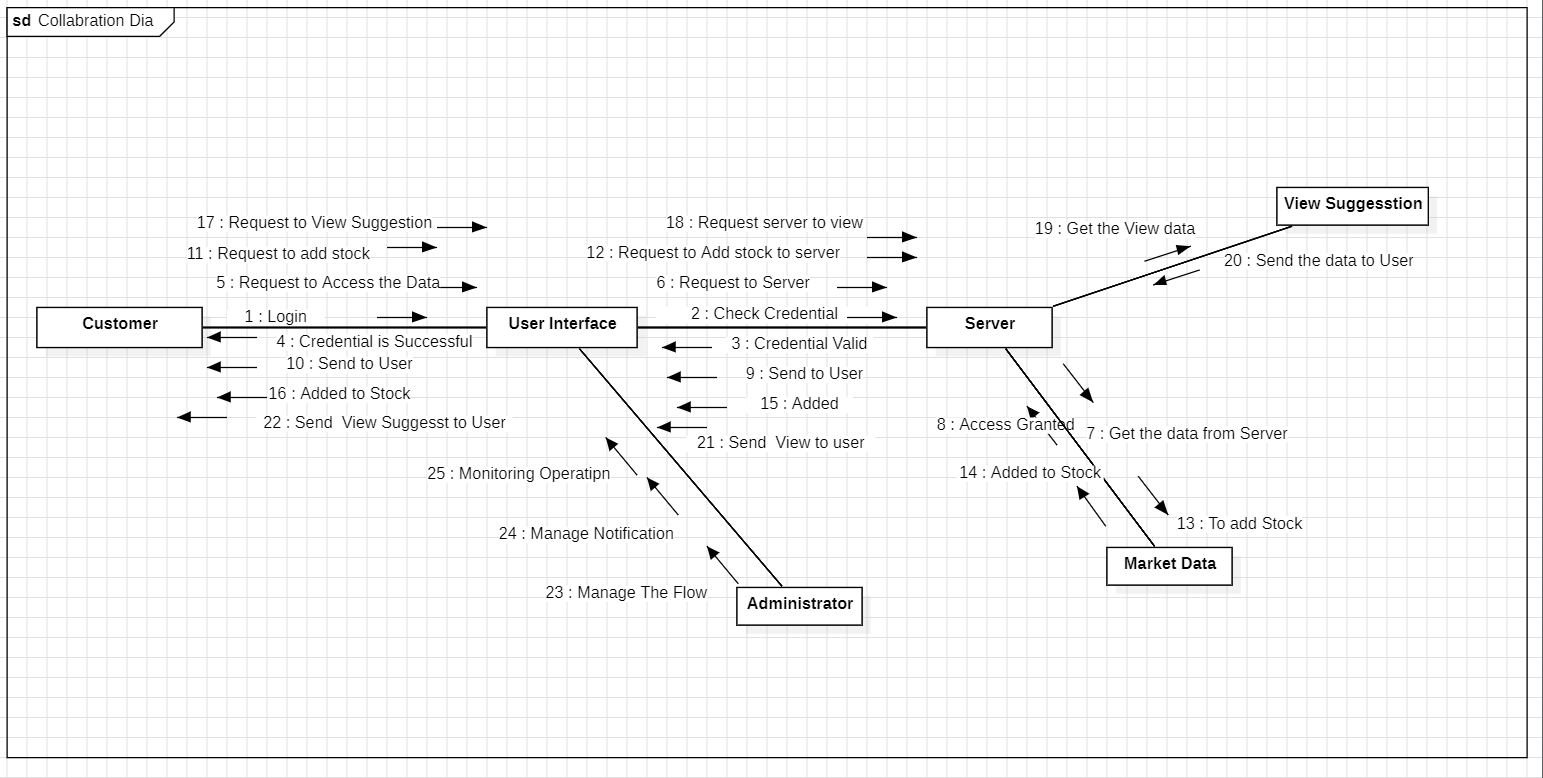 sd Collabration Dia
View Suggesstion
17 : Request to View Suggestion
18 : Request server to view
19 : Get the View data
11 : Request to add stock
12 : Request to Add stock to server
20 : Send the data to User
5 : Request to Access the Data
6 : Request to Server
1 : Login
2 : Check Credential
Customer
User Interface
Server
4 : Credential is Successful
3 : Credential Valid
10 : Send to User
9 : Send to User
16 : Added to Stock
15 : Added
22 : Send  View Suggesst to User
8 : Access Granted
7 : Get the data from Server
21 : Send  View to user
25 : Monitoring Operatipn
14 : Added to Stock
13 : To add Stock
24 : Manage Notification
Market Data
23 : Manage The Flow
Administrator